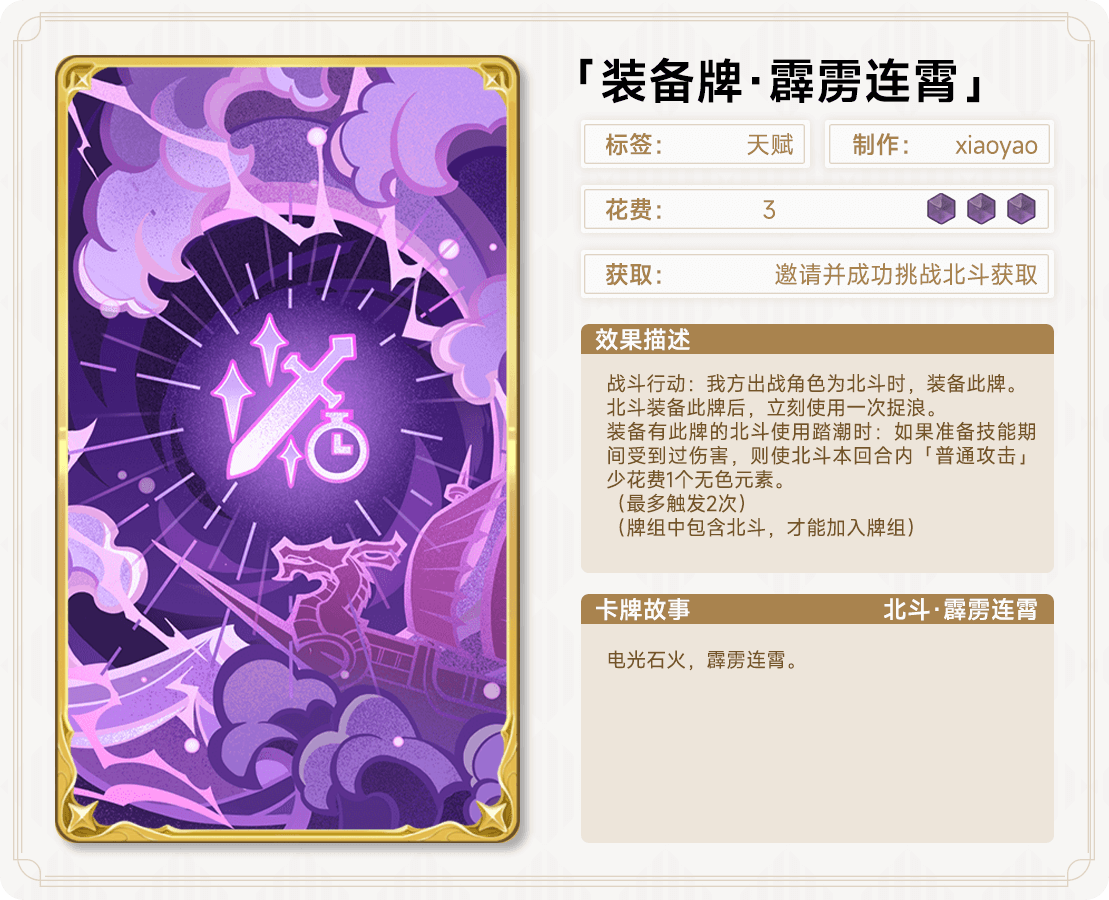 「装备牌·霹雳连霄」
标签： 天赋 制作： xiaoyao
花费： 3
获取： 邀请并成功挑战北斗获取
效果描述
战斗行动：我方出战角色为北斗时，装备此牌。
北斗装备此牌后，立刻使用一次捉浪。
装备有此牌的北斗使用踏潮时：如果准备技能期
间受到过伤害，则使北斗本回合内「普通攻击」
少花费1个无色元素。
（最多触发2次）
（牌组中包含北斗，才能加入牌组）
卡牌故事 北斗·霹雳连霄
电光石火，霹雳连霄。